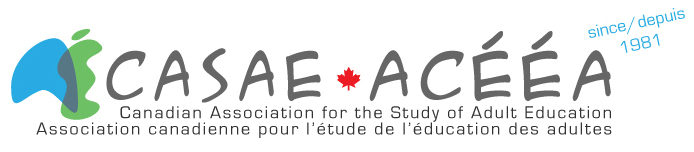 since/depuis
1981
CASAE ACÉÉA
Canadian Association for the Study of Adult Education
Association canadienne pour l'étude de l'éducation des adultes